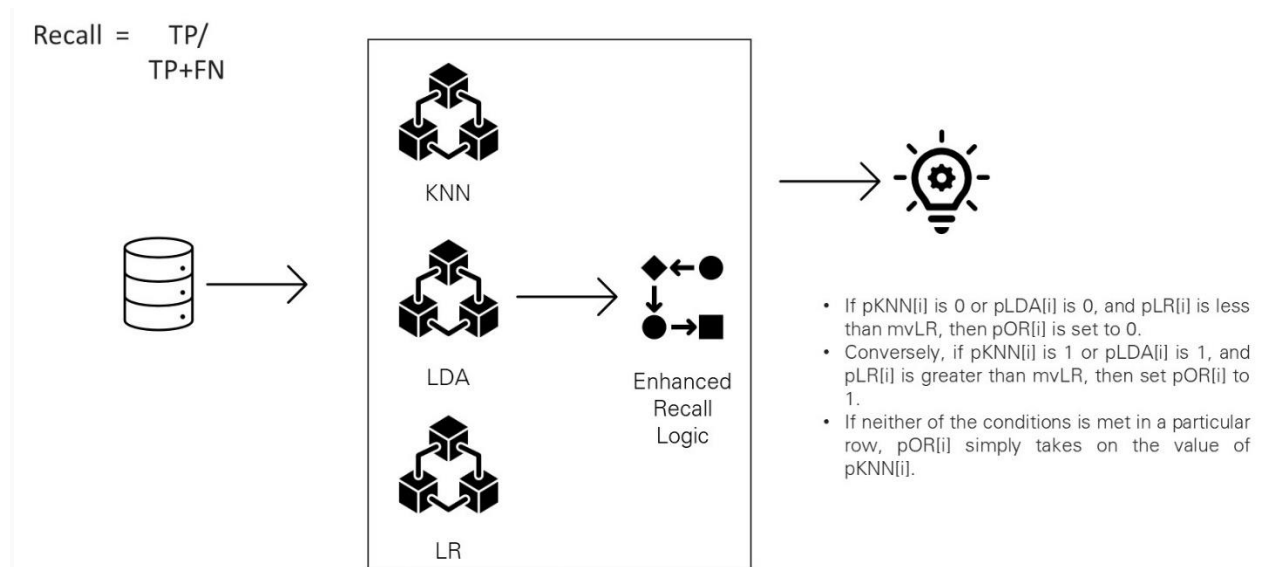 Recall = TP/
TP+FN
KNN
LDA
LR
Enhanced
Recall
Logic
• If pKNN[i] is 0 or pLDA[i] is 0, and pLR[i] is less
than mvLR, then pOR[i] is set to 0.
• Conversely, if pKNN[i] is 1 or pLDA[i] is 1, and
pLR[i] is greater than mvLR, then set pOR[i] to
1.
• If neither of the conditions is met in a particular
row, pOR[i] simply takes on the value of
pKNN[i].